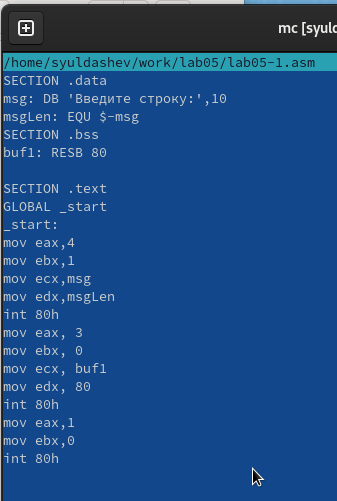 mc [syuld
/home/syuldashev/work/lab05/lab05-1.asm
SECTION .data
msg: DB 'Введите строку:',10
msgLen: EQU $-msg
SECTION .bss
buf1: RESB 80
SECTION .text
GLOBAL _start
_start:
mov eax,4
mov ebx,1
mov ecx,msg
mov edx,msgLen
int 80h
mov eax, 3
mov ebx, 0
mov ecx, buf1
mov edx, 80
int 80h
mov eax,1
mov ebx,0
int 80h